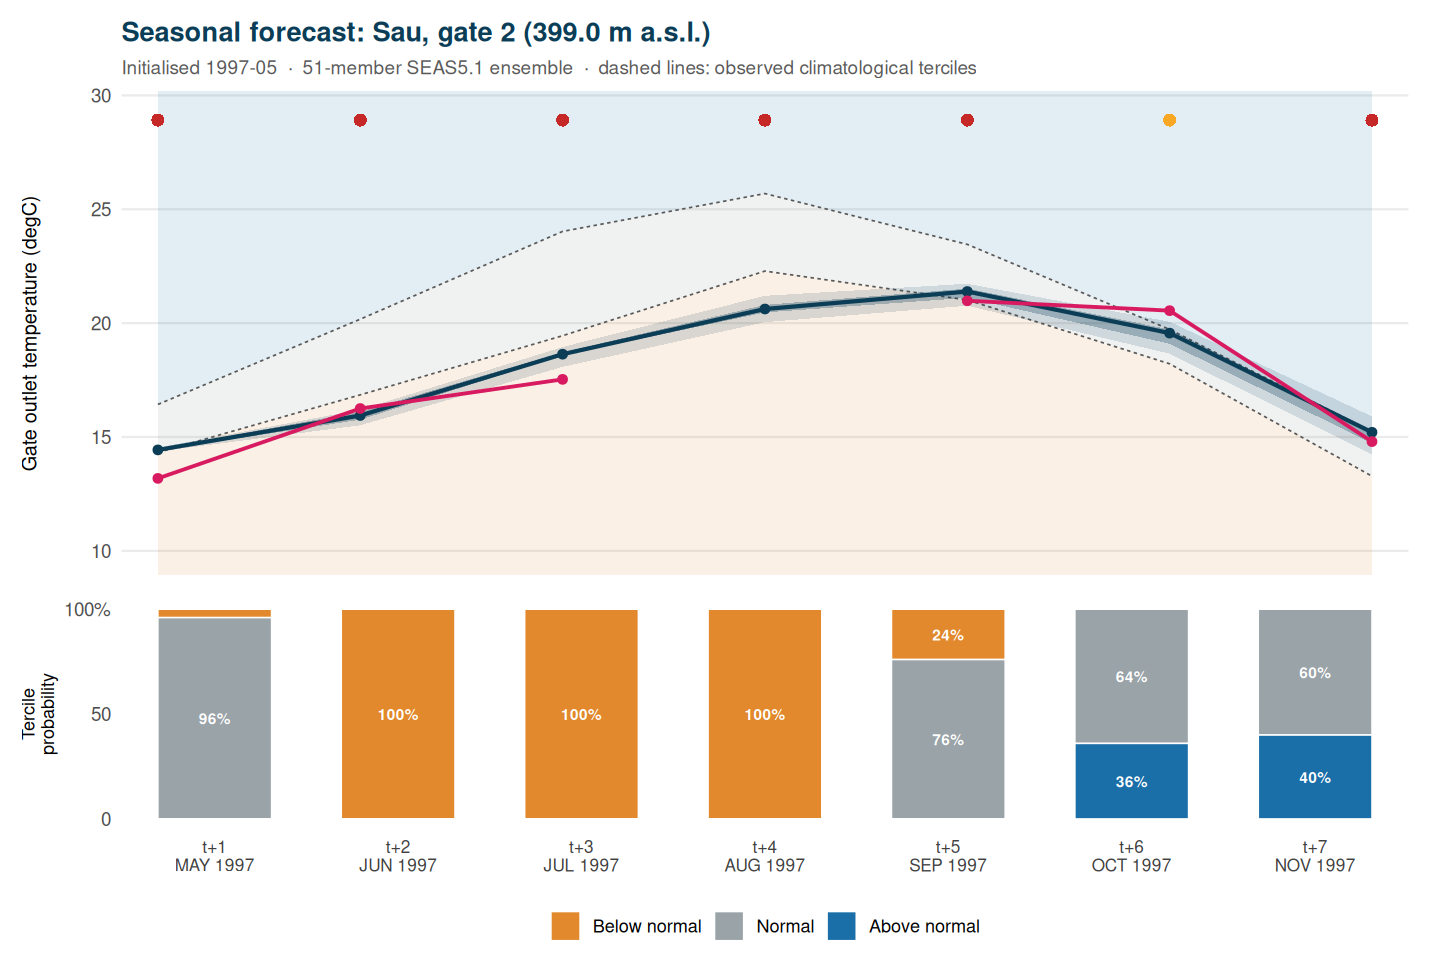 Seasonal forecast: Sau, gate 2 (399.0 m a.s.l.)
Initialised 1997-05 · 51-member SEAS5.1 ensemble · dashed lines: observed climatological terciles
30
25
20
15
10
Gate outlet temperature (degC)
100%
50
0
Tercile
probability
96%
100%
100%
100%
24%
76%
64%
36%
60%
40%
t+1
MAY 1997
t+2
JUN 1997
t+3
JUL 1997
t+4
AUG 1997
t+5
SEP 1997
t+6
OCT 1997
t+7
NOV 1997
Below normal
Normal
Above normal